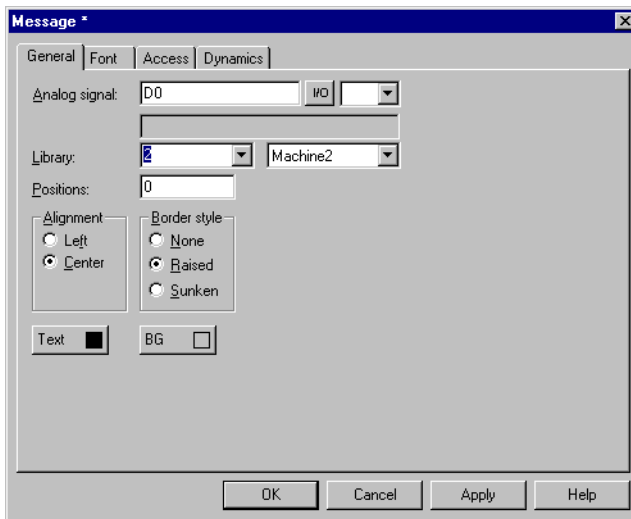 Message *
General Font Access Dynamics
Analog signal: D0 I/O
Library: 2 Machine2
Positions: 0
Alignment Border style
Left None
Center Raised
Sunken
Text BG
OK Cancel Apply Help